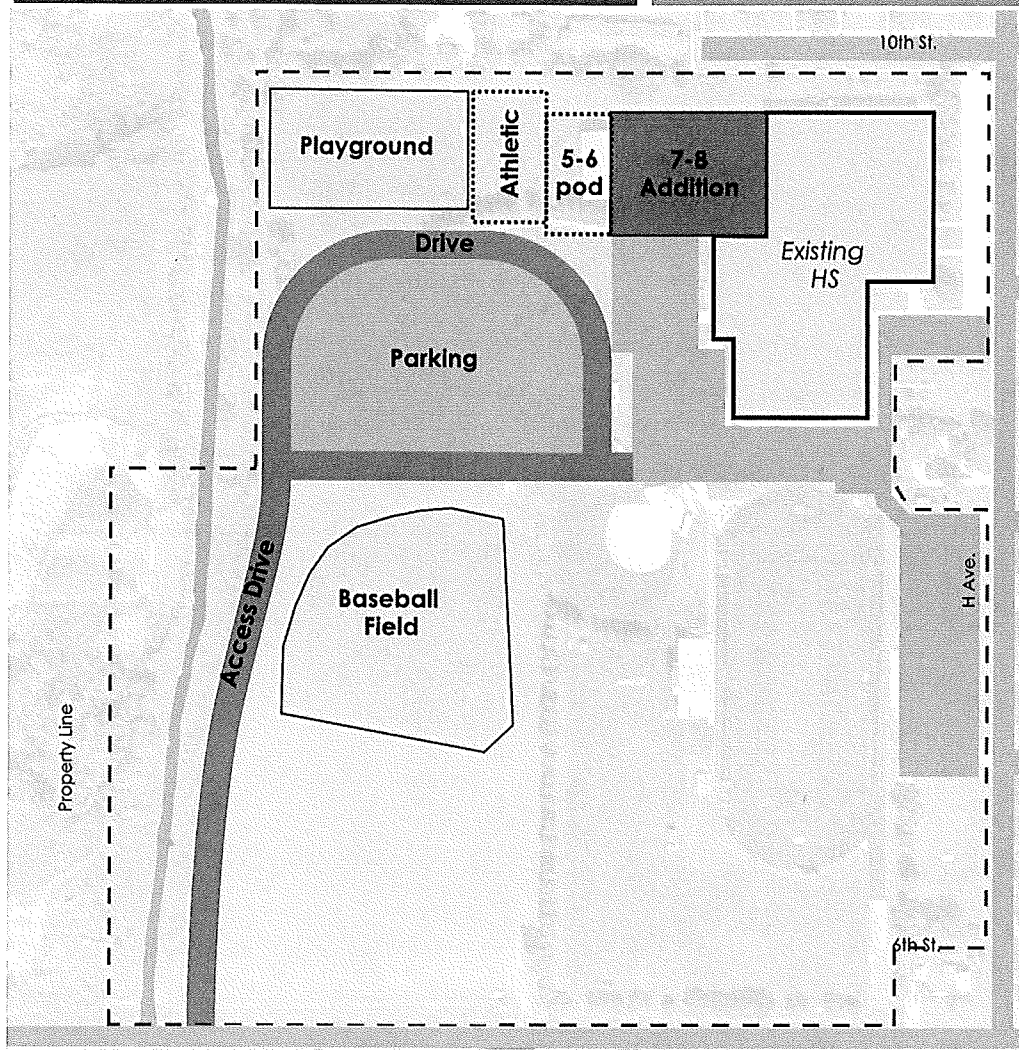 10th St.
Playground
Athletic
5-6
pod
7-8
Addition
Drive
Existing
HS
Parking
Access Drive
Baseball
Field
H Ave.
Property Line
6th St.